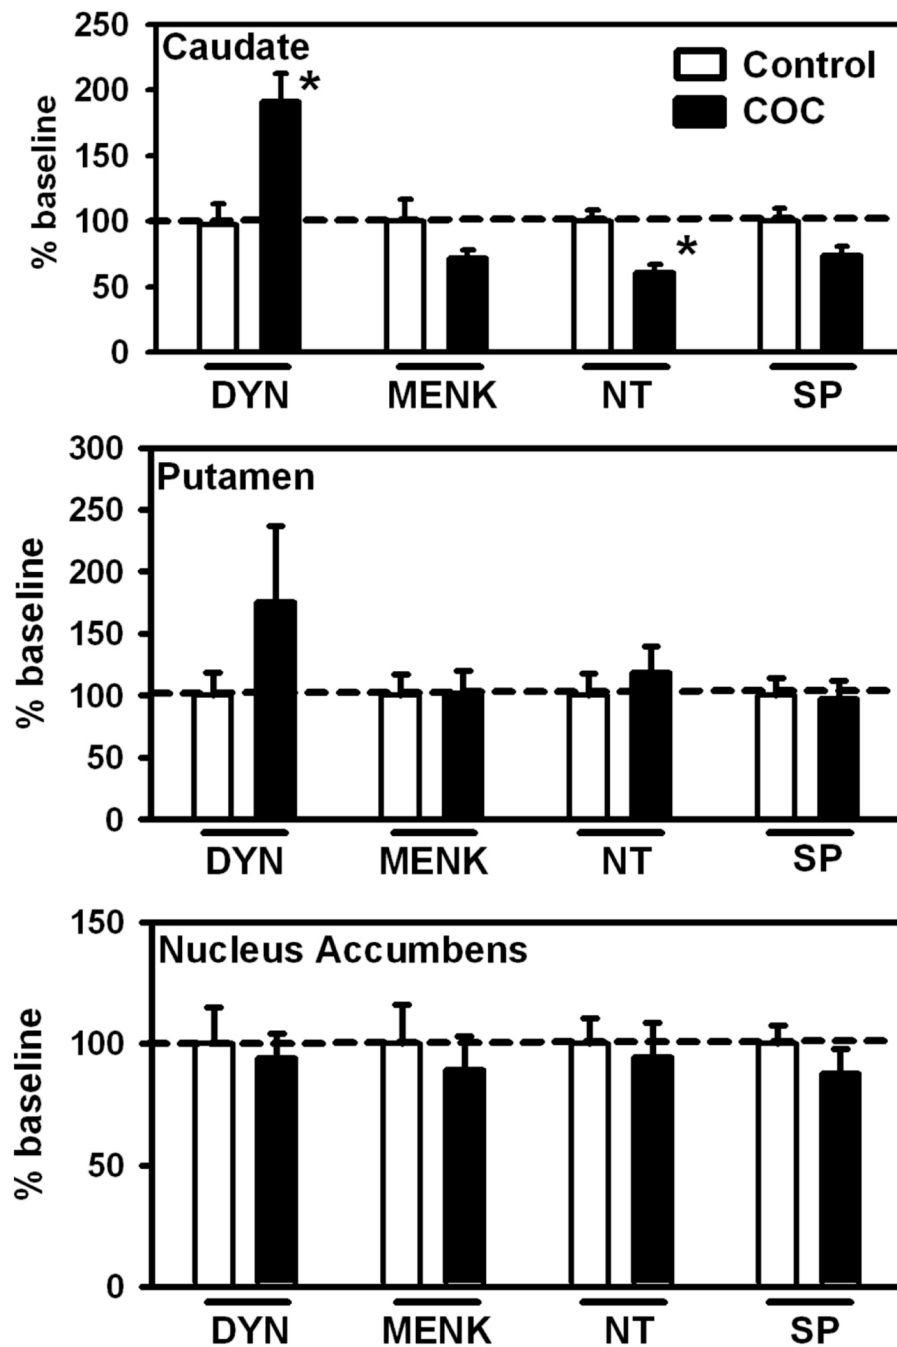 Caudate
Control
COC
*
*
% baseline
250
200
150
100
50
0
DYN MENK NT SP
Putamen
% baseline
300
250
200
150
100
50
0
DYN MENK NT SP
Nucleus Accumbens
% baseline
150
100
50
0
DYN MENK NT SP